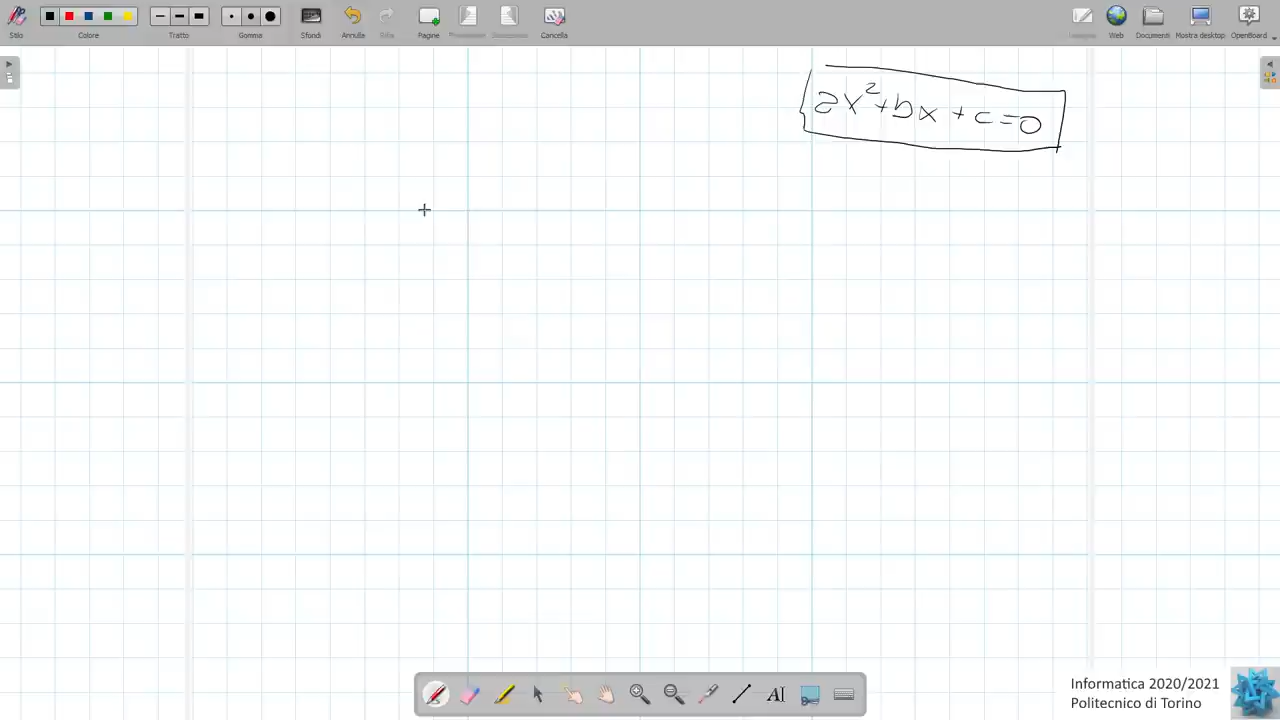 Stilo
Colore
Tratto
Gomma
Sfondi
Annulla
Pagine
Cancella
Web
Documenti
Mostra desktop
OpenBoard
ax²+bx+c=0
Informatica 2020/2021
Politecnico di Torino